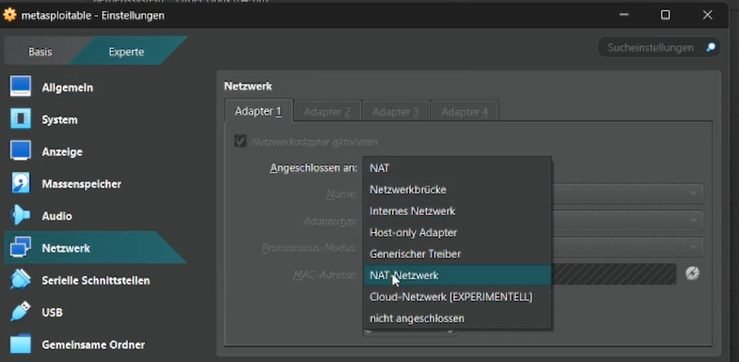 metasploitable - Einstellungen
Basis
Experte
Sucheinstellungen
Allgemein
System
Anzeige
Massenspeicher
Audio
Netzwerk
Serielle Schnittstellen
USB
Gemeinsame Ordner
Netzwerk
Adapter 1
Adapter 2
Adapter 3
Adapter 4
Netzwerkadapter aktivieren
Angeschlossen an:
Name:
Adaptertyp:
Promiscuous-Modus:
MAC-Adresse:
NAT
Netzwerkbrücke
Internes Netzwerk
Host-only Adapter
Generischer Treiber
NAT-Netzwerk
Cloud-Netzwerk [EXPERIMENTELL]
nicht angeschlossen